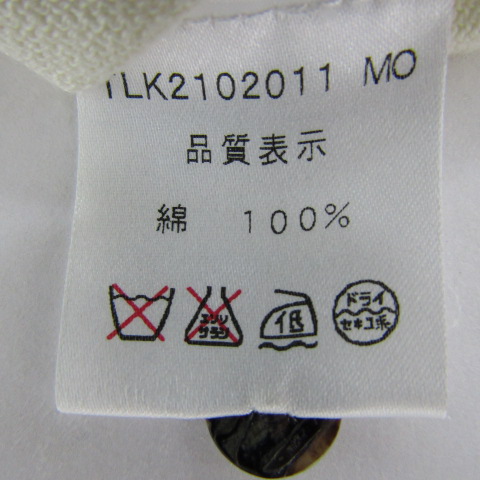 TLK2102011 MO
品質表示
綿 100%
エンソ
サラシ
低
ドライ
セキユ系